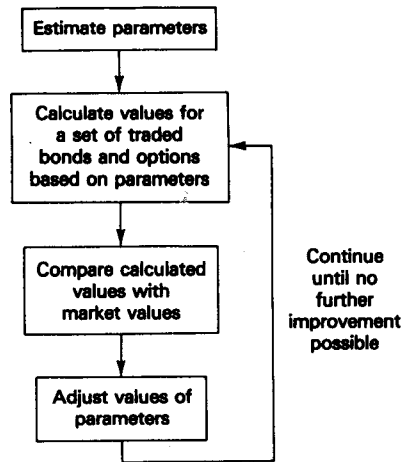 Estimate parameters
Calculate values for
a set of traded
bonds and options
based on parameters
Compare calculated
values with
market values
Adjust values of
parameters
Continue
until no
further
improvement
possible